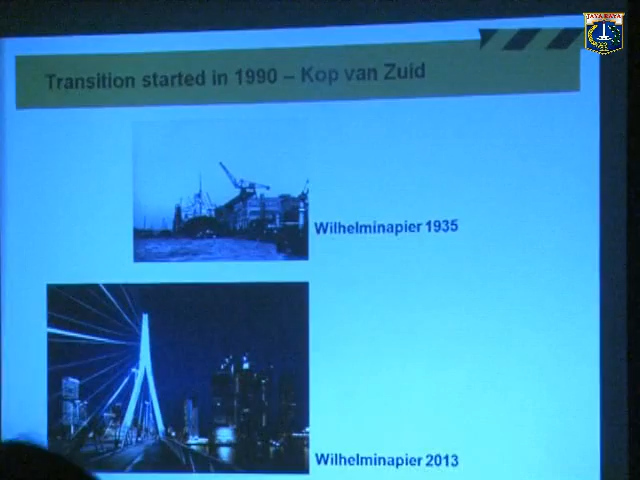 JAYA RAYA
Transition started in 1990 – Kop van Zuid
Wilhelminapier 1935
Wilhelminapier 2013